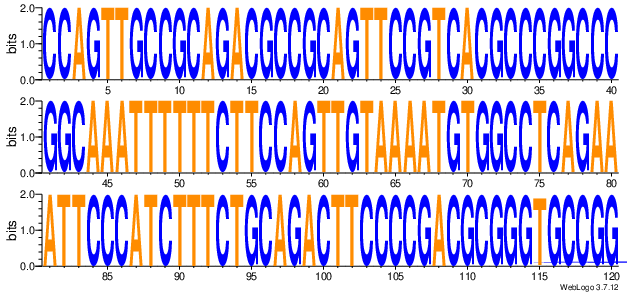 2.0
1.0
0.0
bits
CCAGTTGCCGCAGACGCCGCAGTTCCGTCACGCCCGGCCC
5 10 15 20 25 30 35 40
2.0
1.0
0.0
bits
GGCAAATTTTTTCTTCCAGTTGTAAAATGTGGCCTCAGAA
45 50 55 60 65 70 75 80
2.0
1.0
0.0
bits
ATTCCCATCTTTCTGCAGACTTCCCCGACGCGGGTGCCGG
85 90 95 100 105 110 115 120
WebLogo 3.7.12